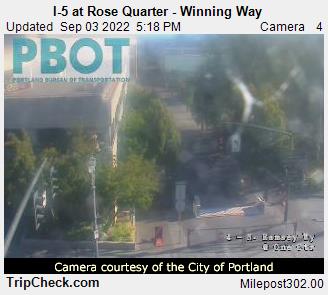 I-5 at Rose Quarter - Winning Way
Updated Sep 03 2022 5:18 PM Camera 4
PBOT
PORTLAND BUREAU OF TRANSPORTATION
Camera courtesy of the City of Portland
TripCheck.com Milepost302.00